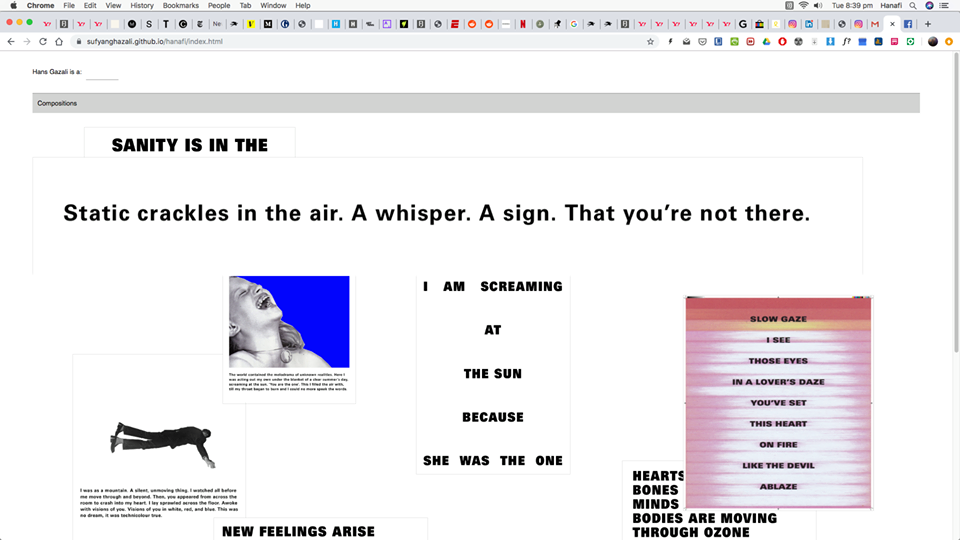 Chrome File Edit View History Bookmarks People Tab Window Help
Tue 8:39 pm Hanafi
sufyanghazali.github.io/hanafi/index.html
Hans Gazali is a:
Compositions
SANITY IS IN THE
Static crackles in the air. A whisper. A sign. That you’re not there.
The world contained the melodrama of unknown realities. Here I
was acting out my own under the blanket of a clear summer's day,
screaming at the sun. 'You are the one'. This I filled the air with,
till my throat began to burn and I could no more speak the words
I AM SCREAMING
AT
THE SUN
BECAUSE
SHE WAS THE ONE
SLOW GAZE
I SEE
THOSE EYES
IN A LOVER'S DAZE
YOU'VE SET
THIS HEART
ON FIRE
LIKE THE DEVIL
ABLAZE
I was as a mountain. A silent, unmoving thing. I watched all before
me move through and beyond. Then, you appeared from across the
room to crash into my heart. I lay sprawled across the floor. Awoke
with visions of you. Visions of you in white, red, and blue. This was
no dream, it was technicolour true.
HEARTS
BONES
MINDS
BODIES ARE MOVING
THROUGH OZONE
NEW FEELINGS ARISE